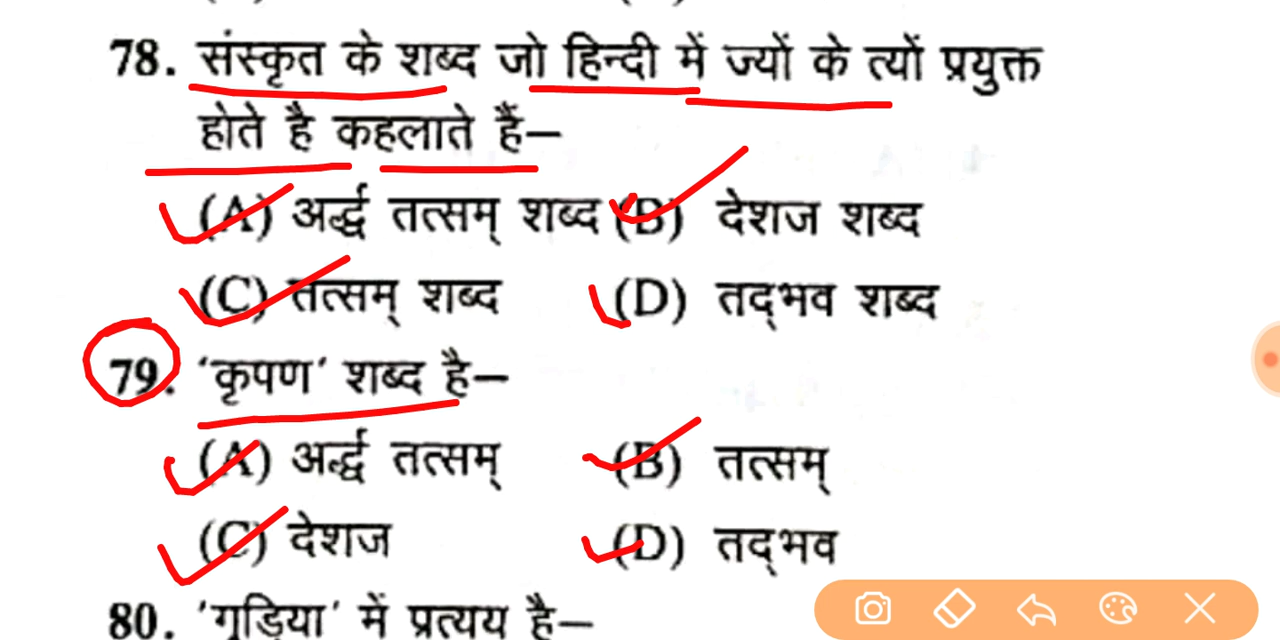 78. संस्कृत के शब्द जो हिन्दी में ज्यों के त्यों प्रयुक्त
होते है कहलाते हैं—
(A) अर्द्ध तत्सम् शब्द (B) देशज शब्द
(C) तत्सम् शब्द (D) तद्भव शब्द
79. ‘कृपण’ शब्द है—
(A) अर्द्ध तत्सम् (B) तत्सम्
(C) देशज (D) तद्भव
80. ‘गुड़िया’ में प्रत्यय है—